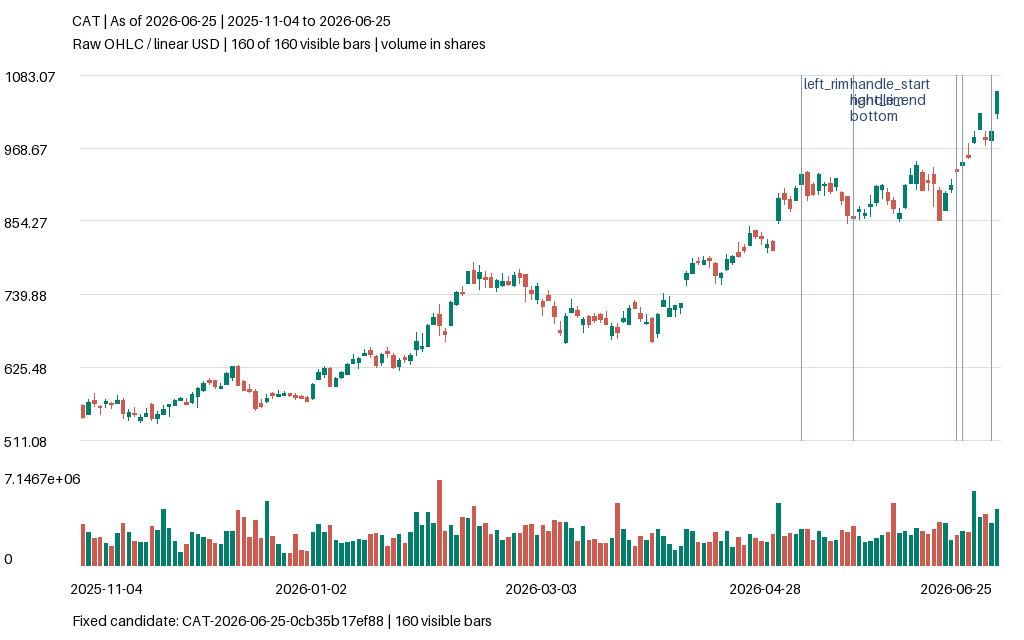 CAT | As of 2026-06-25 | 2025-11-04 to 2026-06-25
Raw OHLC / linear USD | 160 of 160 visible bars | volume in shares
1083.07
left_rim handle_start
handle_end
bottom
968.67
854.27
739.88
625.48
511.08
7.1467e+06
0
2025-11-04 2026-01-02 2026-03-03 2026-04-28 2026-06-25
Fixed candidate: CAT-2026-06-25-0cb35b17ef88 | 160 visible bars